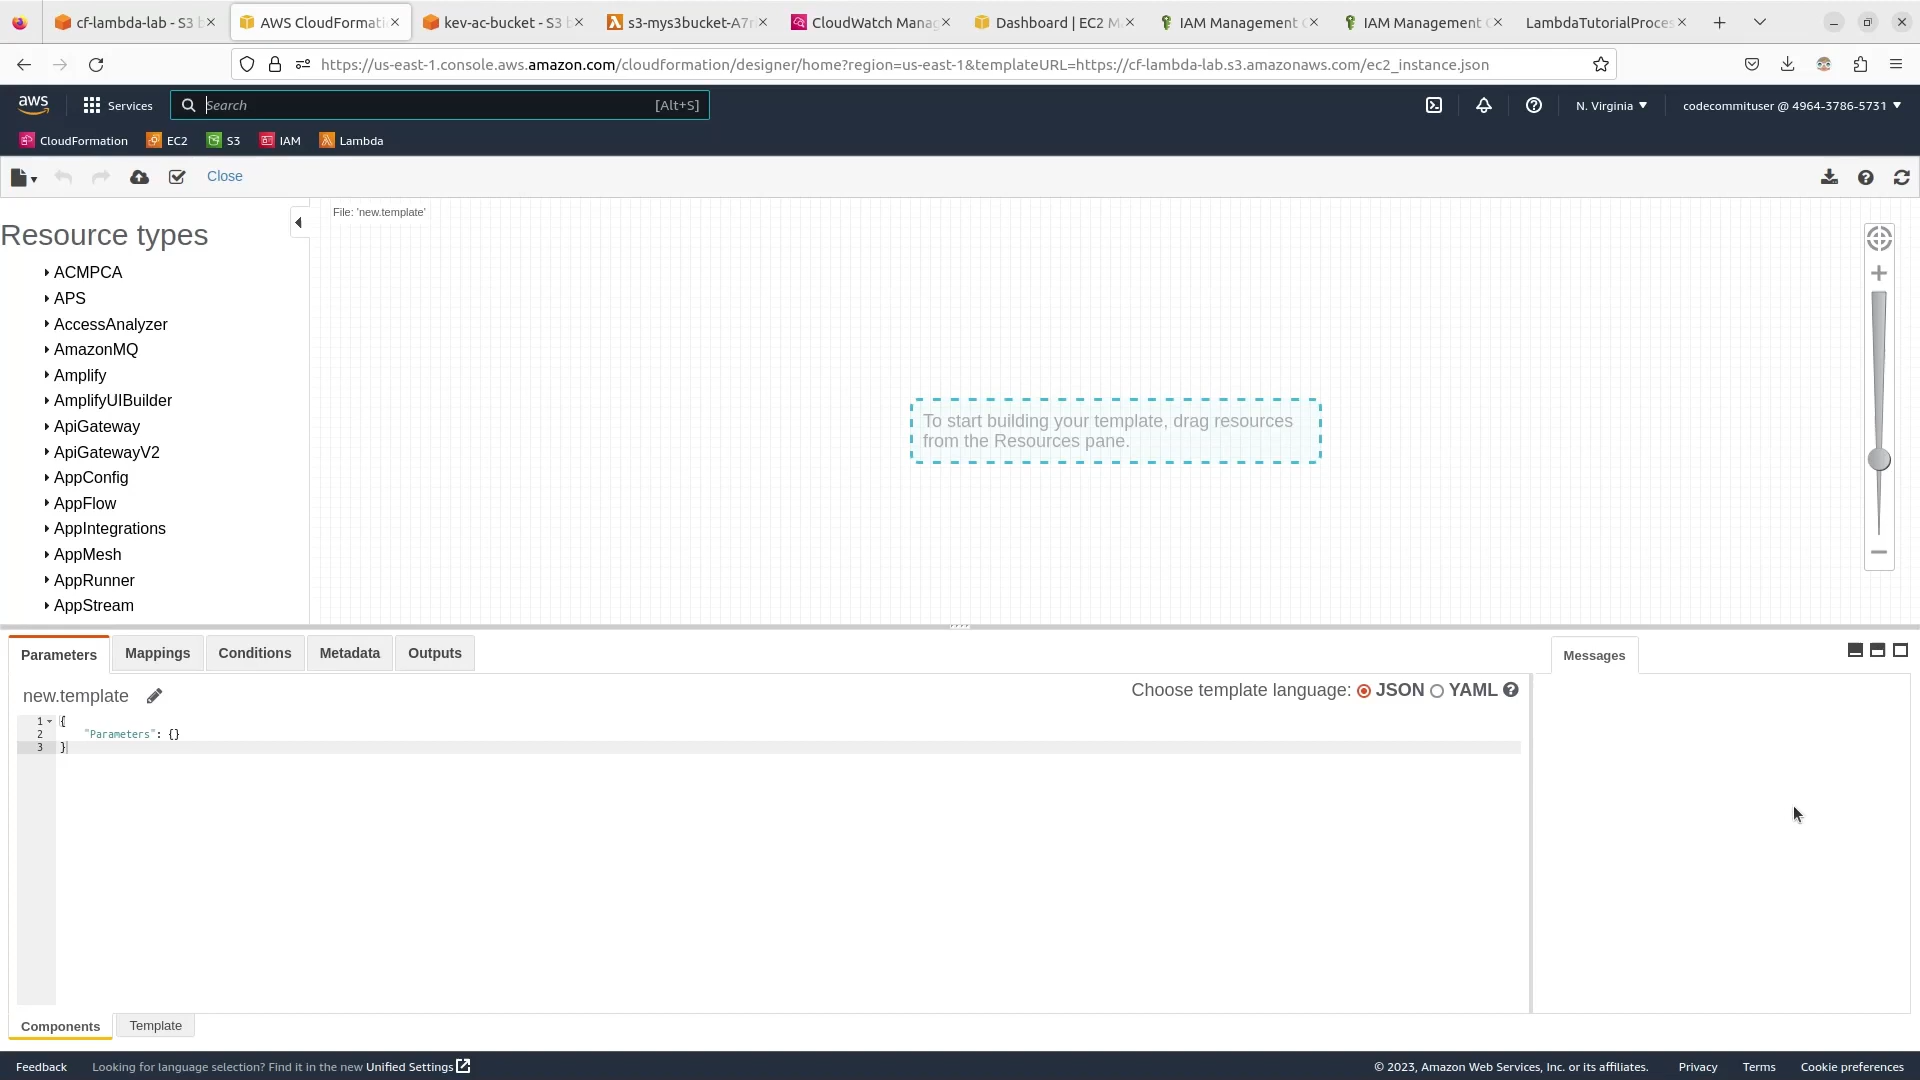 cf-lambda-lab - S3 b
AWS CloudFormati
kev-ac-bucket - S3 b
s3-mys3bucket-A7r
CloudWatch Manag
Dashboard | EC2 M
IAM Management C
IAM Management C
LambdaTutorialProces
https://us-east-1.console.aws.amazon.com/cloudformation/designer/home?region=us-east-1&templateURL=https://cf-lambda-lab.s3.amazonaws.com/ec2_instance.json
aws
Services
Search
[Alt+S]
N. Virginia
codecommituser @ 4964-3786-5731
CloudFormation
EC2
S3
IAM
Lambda
Close
File: 'new.template'
Resource types
ACMPCA
APS
AccessAnalyzer
AmazonMQ
Amplify
AmplifyUIBuilder
ApiGateway
ApiGatewayV2
AppConfig
AppFlow
AppIntegrations
AppMesh
AppRunner
AppStream
To start building your template, drag resources
from the Resources pane.
Parameters
Mappings
Conditions
Metadata
Outputs
Messages
new.template
Choose template language: JSON YAML
1 {
2 "Parameters": {}
3 }
Components
Template
Feedback
Looking for language selection? Find it in the new Unified Settings
© 2023, Amazon Web Services, Inc. or its affiliates.
Privacy
Terms
Cookie preferences